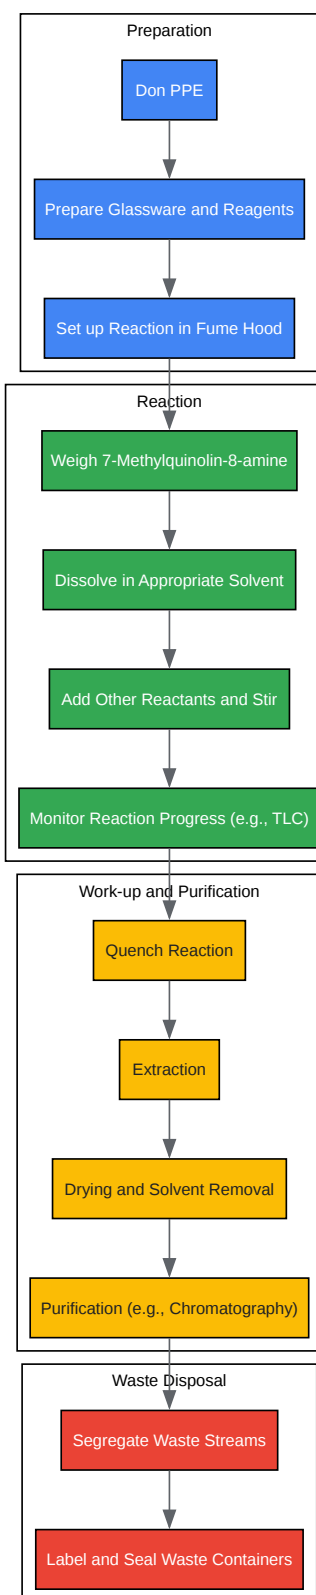 Preparation
Don PPE
Prepare Glassware and Reagents
Set up Reaction in Fume Hood
Reaction
Weigh 7-Methylquinolin-8-amine
Dissolve in Appropriate Solvent
Add Other Reactants and Stir
Monitor Reaction Progress (e.g., TLC)
Work-up and Purification
Quench Reaction
Extraction
Drying and Solvent Removal
Purification (e.g., Chromatography)
Waste Disposal
Segregate Waste Streams
Label and Seal Waste Containers